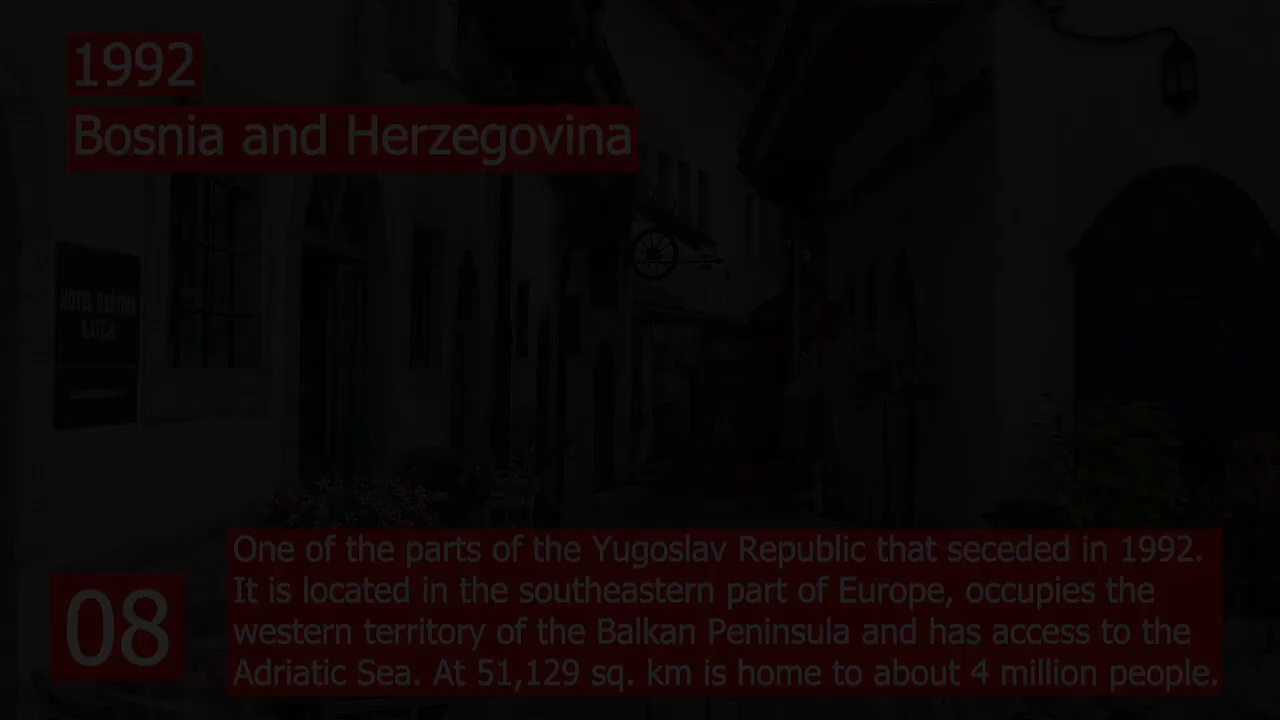 1992
Bosnia and Herzegovina
HOTEL
08
One of the parts of the Yugoslav Republic that seceded in 1992.
It is located in the southeastern part of Europe, occupies the
western territory of the Balkan Peninsula and has access to the
Adriatic Sea. At 51,129 sq. km is home to about 4 million people.